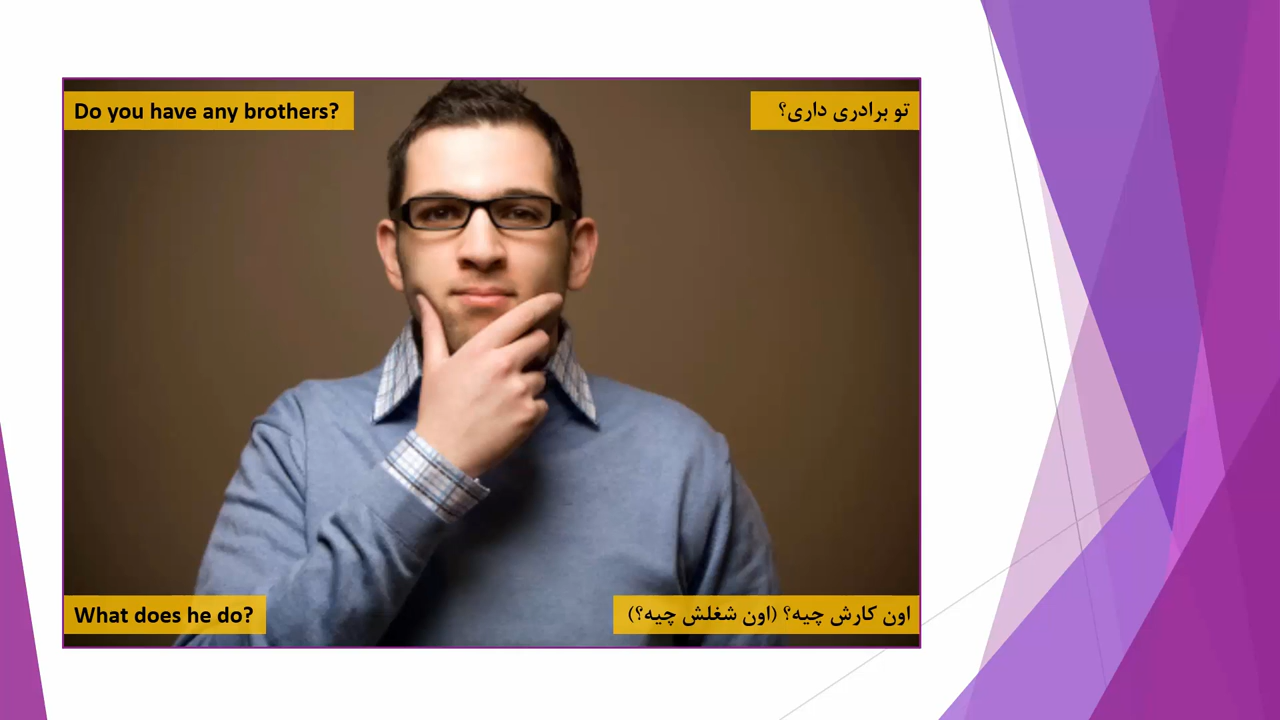 Do you have any brothers?
تو برادری داری؟
What does he do?
اون کارش چیه؟ (اون شغلش چیه؟)